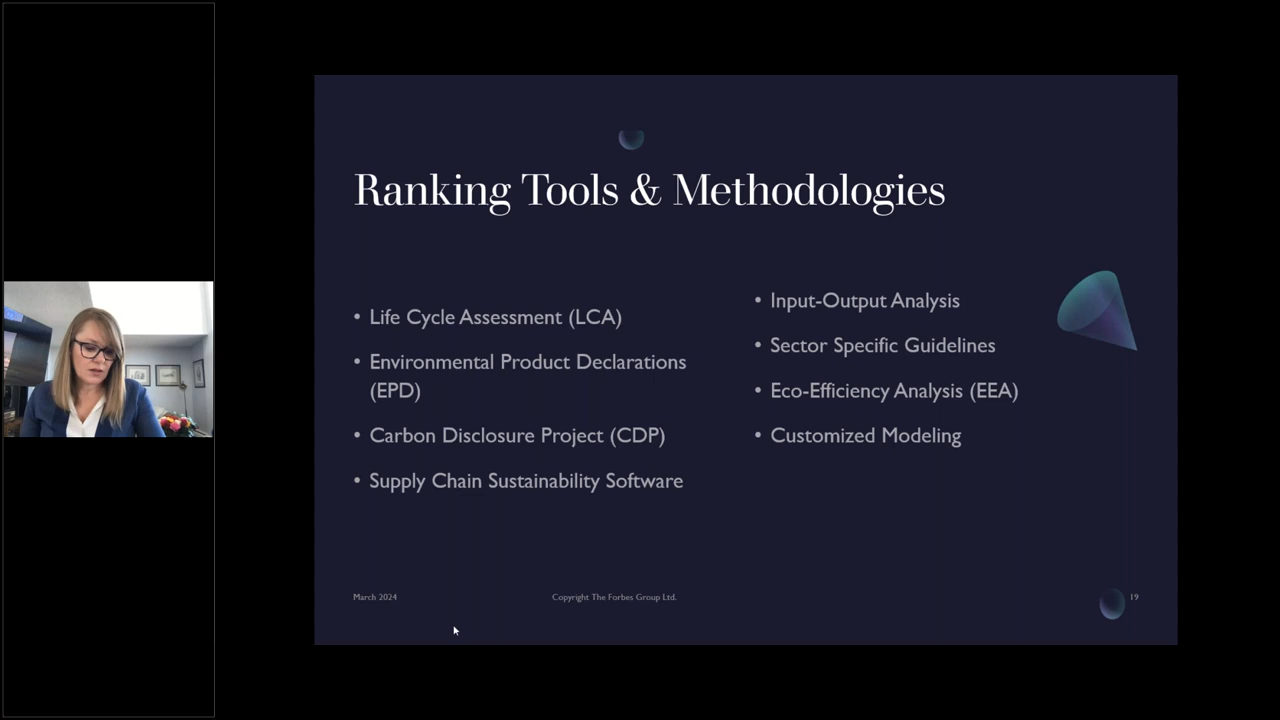 Ranking Tools & Methodologies
• Life Cycle Assessment (LCA)
• Environmental Product Declarations
(EPD)
• Carbon Disclosure Project (CDP)
• Supply Chain Sustainability Software
• Input-Output Analysis
• Sector Specific Guidelines
• Eco-Efficiency Analysis (EEA)
• Customized Modeling
March 2024
Copyright The Forbes Group Ltd.
19